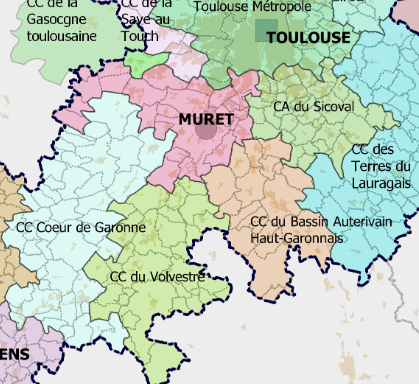 CC de la
Gasocgne
toulousaine
CC de la
Save au
Touch
Toulouse Métropole
TOULOUSE
MURET
CA du Sicoval
CC des
Terres du
Lauragais
CC Coeur de Garonne
CC du Bassin Auterivain
Haut-Garonnais
CC du Volvestre
ENS